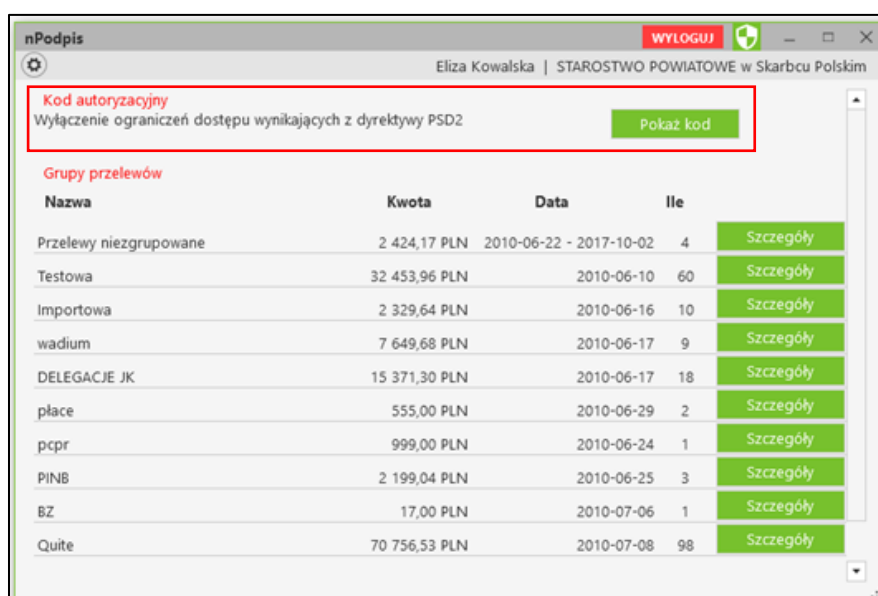 nPodpis WYLOGUJ
Eliza Kowalska | STAROSTWO POWIATOWE w Skarbcu Polskim
Kod autoryzacyjny
Wyłączenie ograniczeń dostępu wynikających z dyrektywy PSD2 Pokaż kod
Grupy przelewów
Nazwa Kwota Data Ile
Przelewy niezgrupowane 2 424,17 PLN 2010-06-22 - 2017-10-02 4 Szczegóły
Testowa 32 453,96 PLN 2010-06-10 60 Szczegóły
Importowa 2 329,64 PLN 2010-06-16 10 Szczegóły
wadium 7 649,68 PLN 2010-06-17 9 Szczegóły
DELEGACJE JK 15 371,30 PLN 2010-06-17 18 Szczegóły
płace 555,00 PLN 2010-06-29 2 Szczegóły
pcpr 999,00 PLN 2010-06-24 1 Szczegóły
PINB 2 199,04 PLN 2010-06-25 3 Szczegóły
BZ 17,00 PLN 2010-07-06 1 Szczegóły
Quite 70 756,53 PLN 2010-07-08 98 Szczegóły